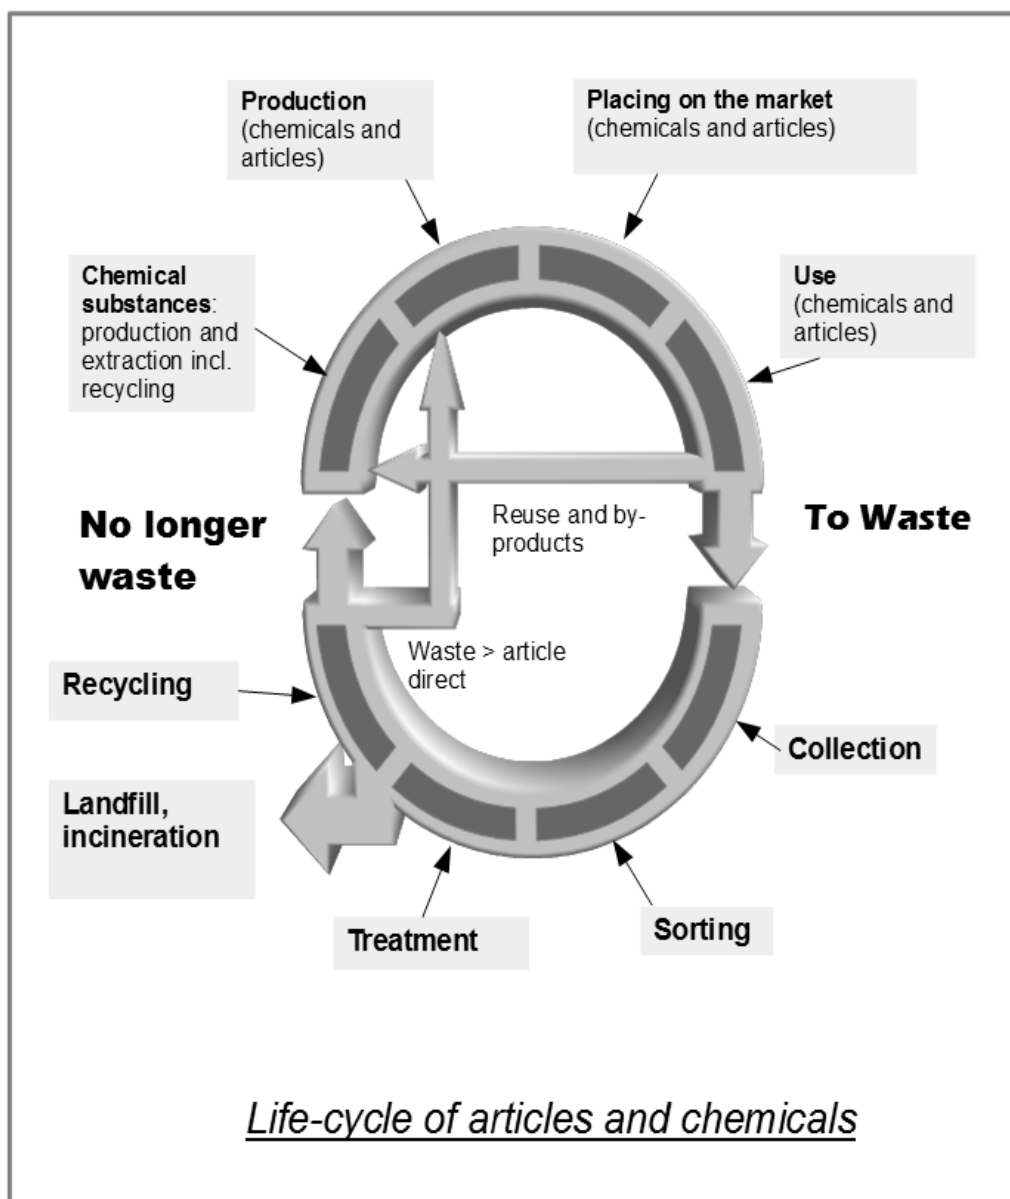 Production
(chemicals and
articles)
Placing on the market
(chemicals and articles)
Chemical
substances:
production and
extraction incl.
recycling
Use
(chemicals and
articles)
No longer
waste
Reuse and by-
products
To Waste
Waste > article
direct
Recycling
Collection
Landfill,
incineration
Treatment
Sorting
Life-cycle of articles and chemicals